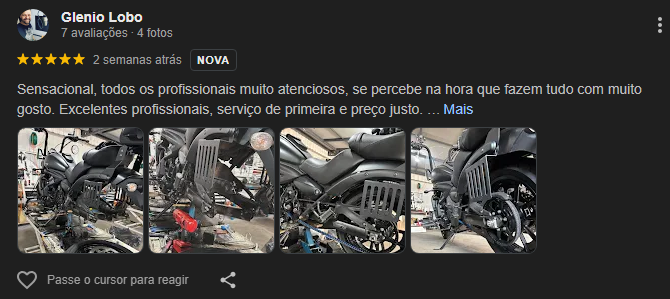 Glenio Lobo
7 avaliações · 4 fotos
2 semanas atrás NOVA
Sensacional, todos os profissionais muito atenciosos, se percebe na hora que fazem tudo com muito
gosto. Excelentes profissionais, serviço de primeira e preço justo. … Mais
Passe o cursor para reagir